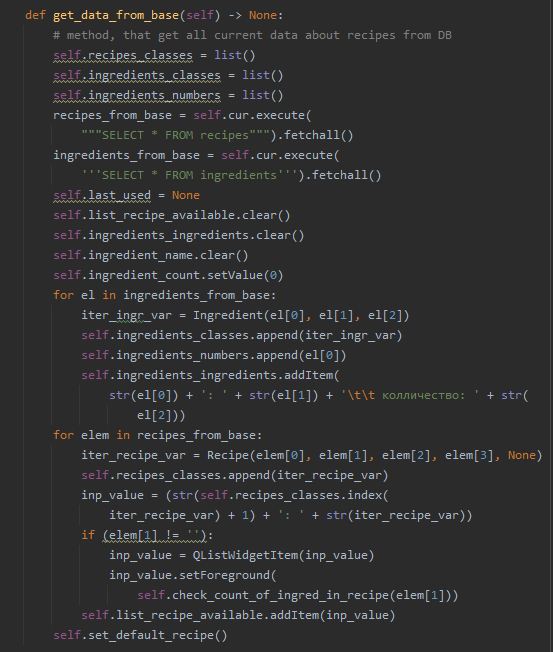 def get_data_from_base(self) -> None:
    # method, that get all current data about recipes from DB
    self.recipes_classes = list()
    self.ingredients_classes = list()
    self.ingredients_numbers = list()
    recipes_from_base = self.cur.execute(
        """SELECT * FROM recipes""").fetchall()
    ingredients_from_base = self.cur.execute(
        '''SELECT * FROM ingredients''').fetchall()
    self.last_used = None
    self.list_recipe_available.clear()
    self.ingredients_ingredients.clear()
    self.ingredient_name.clear()
    self.ingredient_count.setValue(0)
    for el in ingredients_from_base:
        iter_ingr_var = Ingredient(el[0], el[1], el[2])
        self.ingredients_classes.append(iter_ingr_var)
        self.ingredients_numbers.append(el[0])
        self.ingredients_ingredients.addItem(
            str(el[0]) + ': ' + str(el[1]) + '\t\t колличество: ' + str(
                el[2]))
    for elem in recipes_from_base:
        iter_recipe_var = Recipe(elem[0], elem[1], elem[2], elem[3], None)
        self.recipes_classes.append(iter_recipe_var)
        inp_value = (str(self.recipes_classes.index(
            iter_recipe_var) + 1) + ': ' + str(iter_recipe_var))
        if (elem[1] != ''):
            inp_value = QListWidgetItem(inp_value)
            inp_value.setForeground(
                self.check_count_of_ingred_in_recipe(elem[1]))
        self.list_recipe_available.addItem(inp_value)
    self.set_default_recipe()